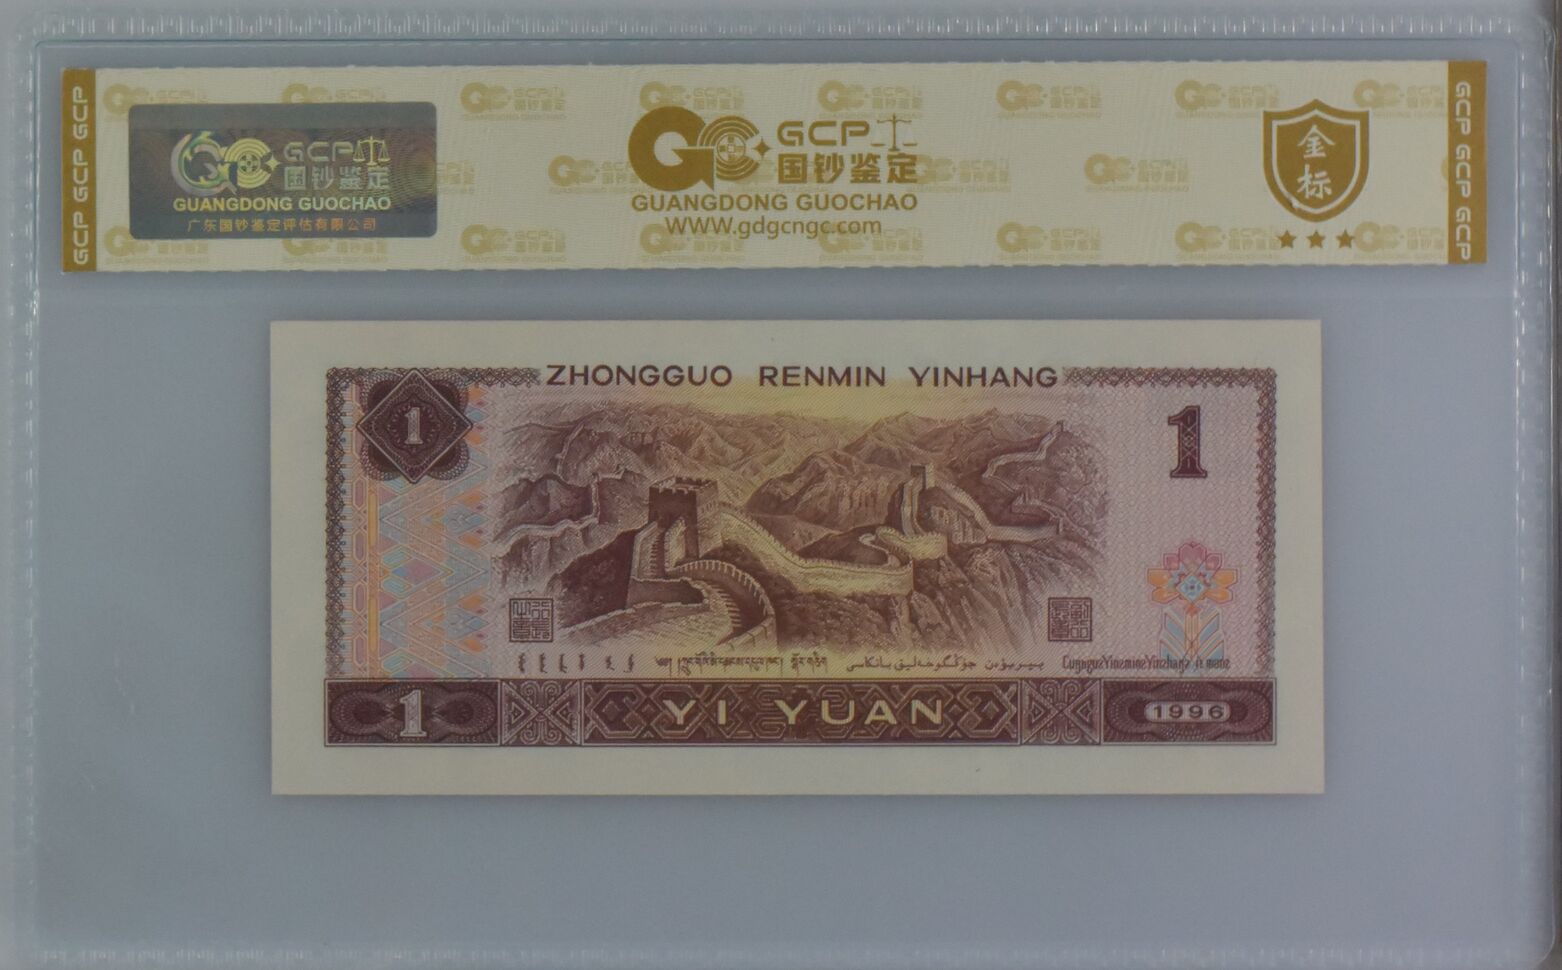 GCP GCP GCP
GCP
国钞鉴定
GUANGDONG GUOCHAO
广东国钞鉴定评估有限公司
GCP
国钞鉴定
GUANGDONG GUOCHAO
WWW.gdgcngc.com
金标
GCP GCP GCP
ZHONGGUO RENMIN YINHANG
1
1
1
YI YUAN
1996